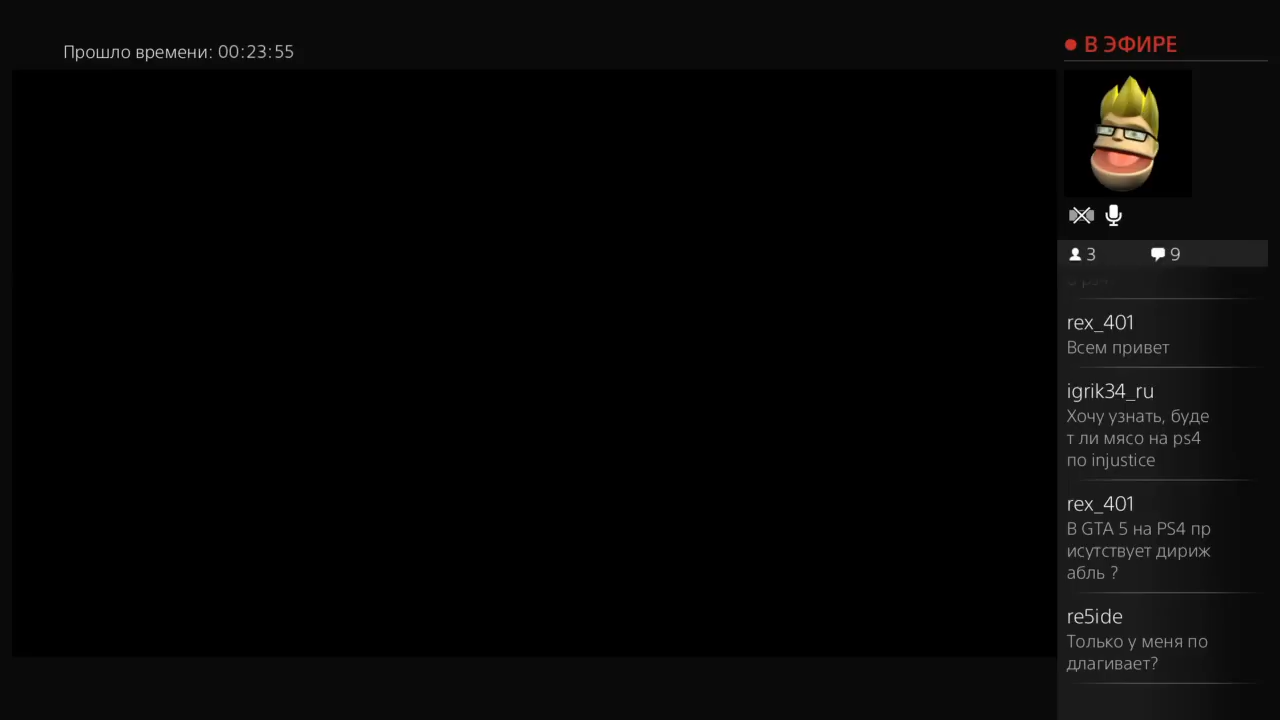 Прошло времени: 00:23:55
В ЭФИРЕ
3 9
rex_401
Всем привет
igrik34_ru
Хочу узнать, буде
т ли мясо на ps4
по injustice
rex_401
В GTA 5 на PS4 пр
исутствует дириж
абль ?
re5ide
Только у меня по
длагивает?